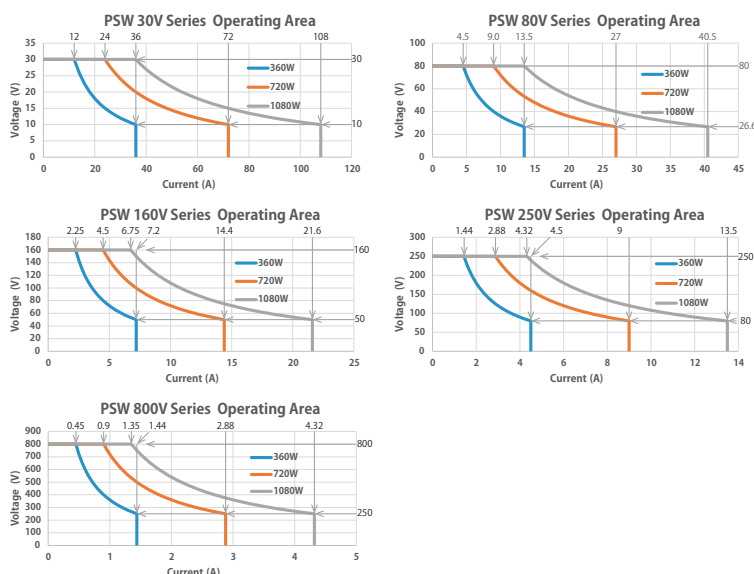 PSW 30V Series Operating Area
12 24 36 72 108
35
30
25
20
15
10
5
0
30
10
360W
720W
1080W
Voltage (V)
0 20 40 60 80 100 120
Current (A)
PSW 80V Series Operating Area
4.5 9.0 13.5 27 40.5
100
80
60
40
20
0
80
26.6
360W
720W
1080W
Voltage (V)
0 5 10 15 20 25 30 35 40 45
Current (A)
PSW 160V Series Operating Area
2.25 4.5 6.75 7.2 14.4 21.6
180
160
140
120
100
80
60
40
20
0
160
50
360W
720W
1080W
Voltage (V)
0 5 10 15 20 25
Current (A)
PSW 250V Series Operating Area
1.44 2.88 4.32 4.5 9 13.5
300
250
200
150
100
50
0
250
80
360W
720W
1080W
Voltage (V)
0 2 4 6 8 10 12 14
Current (A)
PSW 800V Series Operating Area
0.45 0.9 1.35 1.44 2.88 4.32
900
800
700
600
500
400
300
200
100
0
800
250
360W
720W
1080W
Voltage (V)
0 1 2 3 4 5
Current (A)